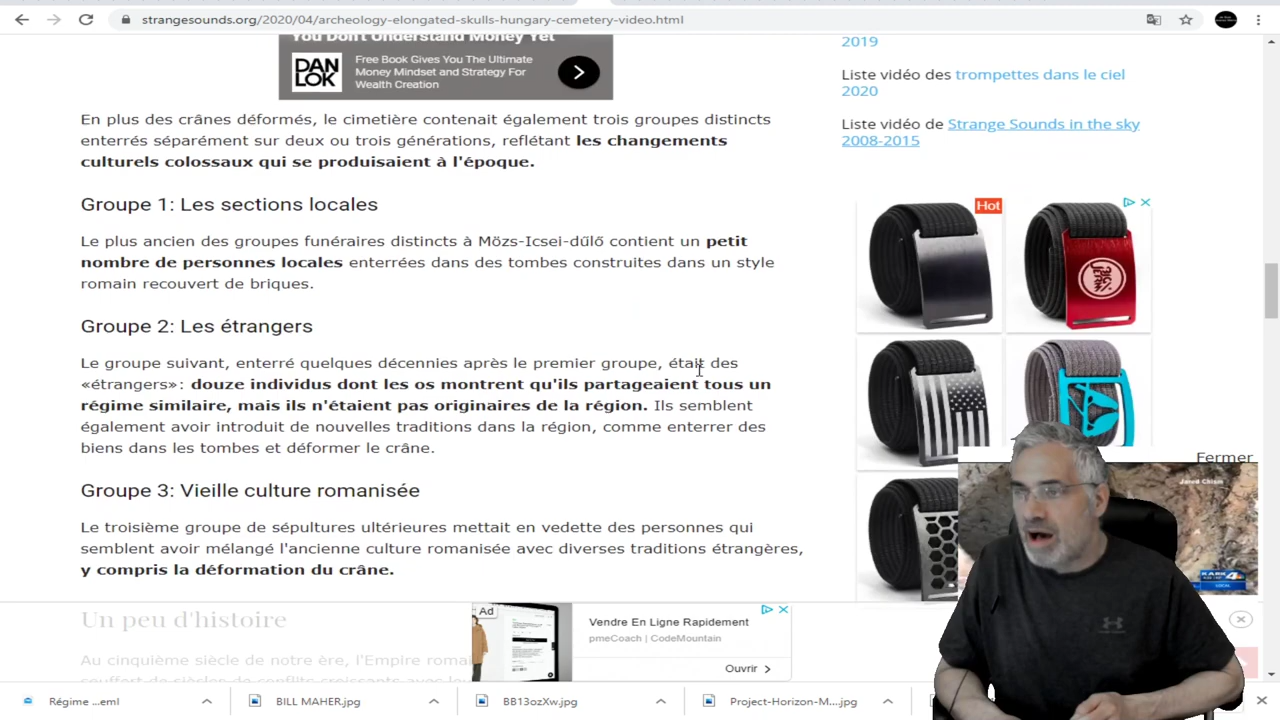 strangesounds.org/2020/04/archeology-elongated-skulls-hungary-cemetery-video.html
You Don't Understand Money Yet
DAN
LOK
Free Book Gives You The Ultimate
Money Mindset and Strategy For
Wealth Creation
En plus des crânes déformés, le cimetière contenait également trois groupes distincts
enterrés séparément sur deux ou trois générations, reflétant les changements
culturels colossaux qui se produisaient à l'époque.
Groupe 1: Les sections locales
Le plus ancien des groupes funéraires distincts à Mözs-Icsei-dűlő contient un petit
nombre de personnes locales enterrées dans des tombes construites dans un style
romain recouvert de briques.
Groupe 2: Les étrangers
Le groupe suivant, enterré quelques décennies après le premier groupe, était des
«étrangers»: douze individus dont les os montrent qu'ils partageaient tous un
régime similaire, mais ils n'étaient pas originaires de la région. Ils semblent
également avoir introduit de nouvelles traditions dans la région, comme enterrer des
biens dans les tombes et déformer le crâne.
Groupe 3: Vieille culture romanisée
Le troisième groupe de sépultures ultérieures mettait en vedette des personnes qui
semblent avoir mélangé l'ancienne culture romanisée avec diverses traditions étrangères,
y compris la déformation du crâne.
Un peu d'histoire
Au cinquième siècle de notre ère, l'Empire roma
2019
Liste vidéo des trompettes dans le ciel
2020
Liste vidéo de Strange Sounds in the sky
2008-2015
Hot
Fermer
Jared Chism
KARK 4
Ad
Vendre En Ligne Rapidement
pmeCoach | CodeMountain
Ouvrir
Régime ...eml
BILL MAHER.jpg
BB13ozXw.jpg
Project-Horizon-M....jpg
UNDER ARMOUR